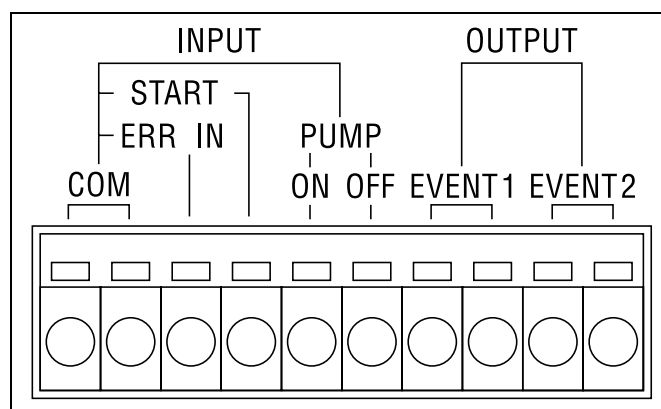 INPUT OUTPUT
START
ERR IN PUMP
COM ON OFF EVENT1 EVENT2